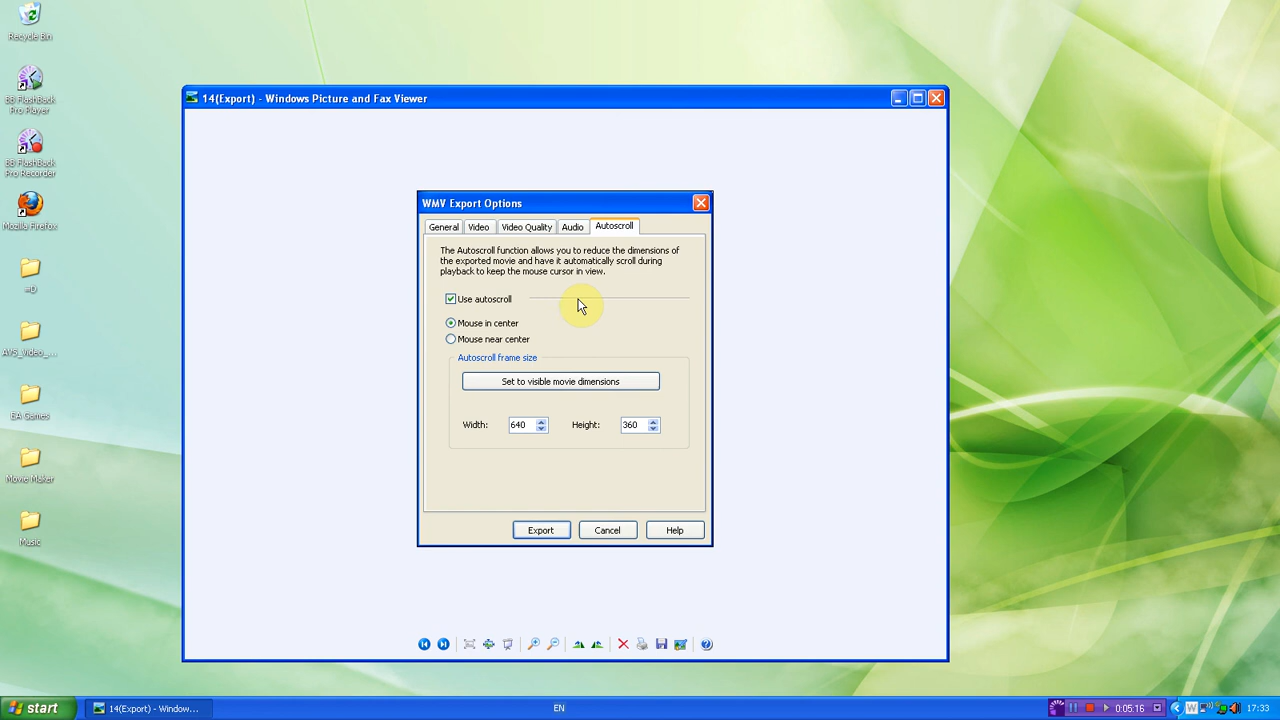 Recycle Bin
BB FlashBack
Pro Player
BB FlashBack
Pro Recorder
Mozilla Firefox
=D
AVS_Video_...
EA Games
Movie Maker
Music
14(Export) - Windows Picture and Fax Viewer
WMV Export Options
General Video Video Quality Audio Autoscroll
The Autoscroll function allows you to reduce the dimensions of
the exported movie and have it automatically scroll during
playback to keep the mouse cursor in view.
Use autoscroll
Mouse in center
Mouse near center
Autoscroll frame size
Set to visible movie dimensions
Width: 640 Height: 360
Export Cancel Help
start 14(Export) - Window... EN 0:05:16 W 17:33